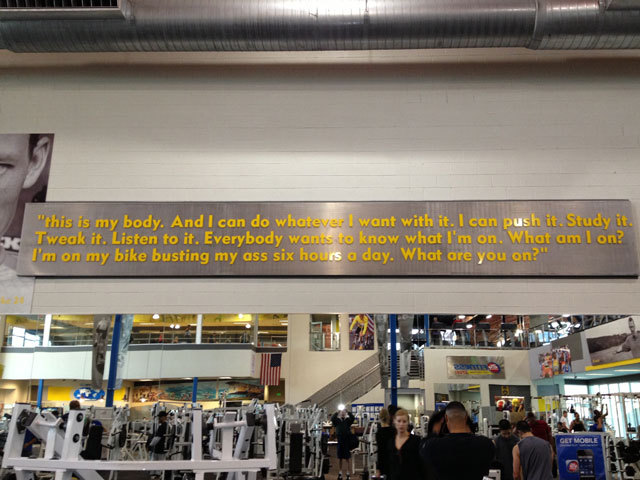 "this is my body. And I can do whatever I want with it. I can push it. Study it.
Tweak it. Listen to it. Everybody wants to know what I'm on. What am I on?
I'm on my bike busting my ass six hours a day. What are you on?"
GET MOBILE